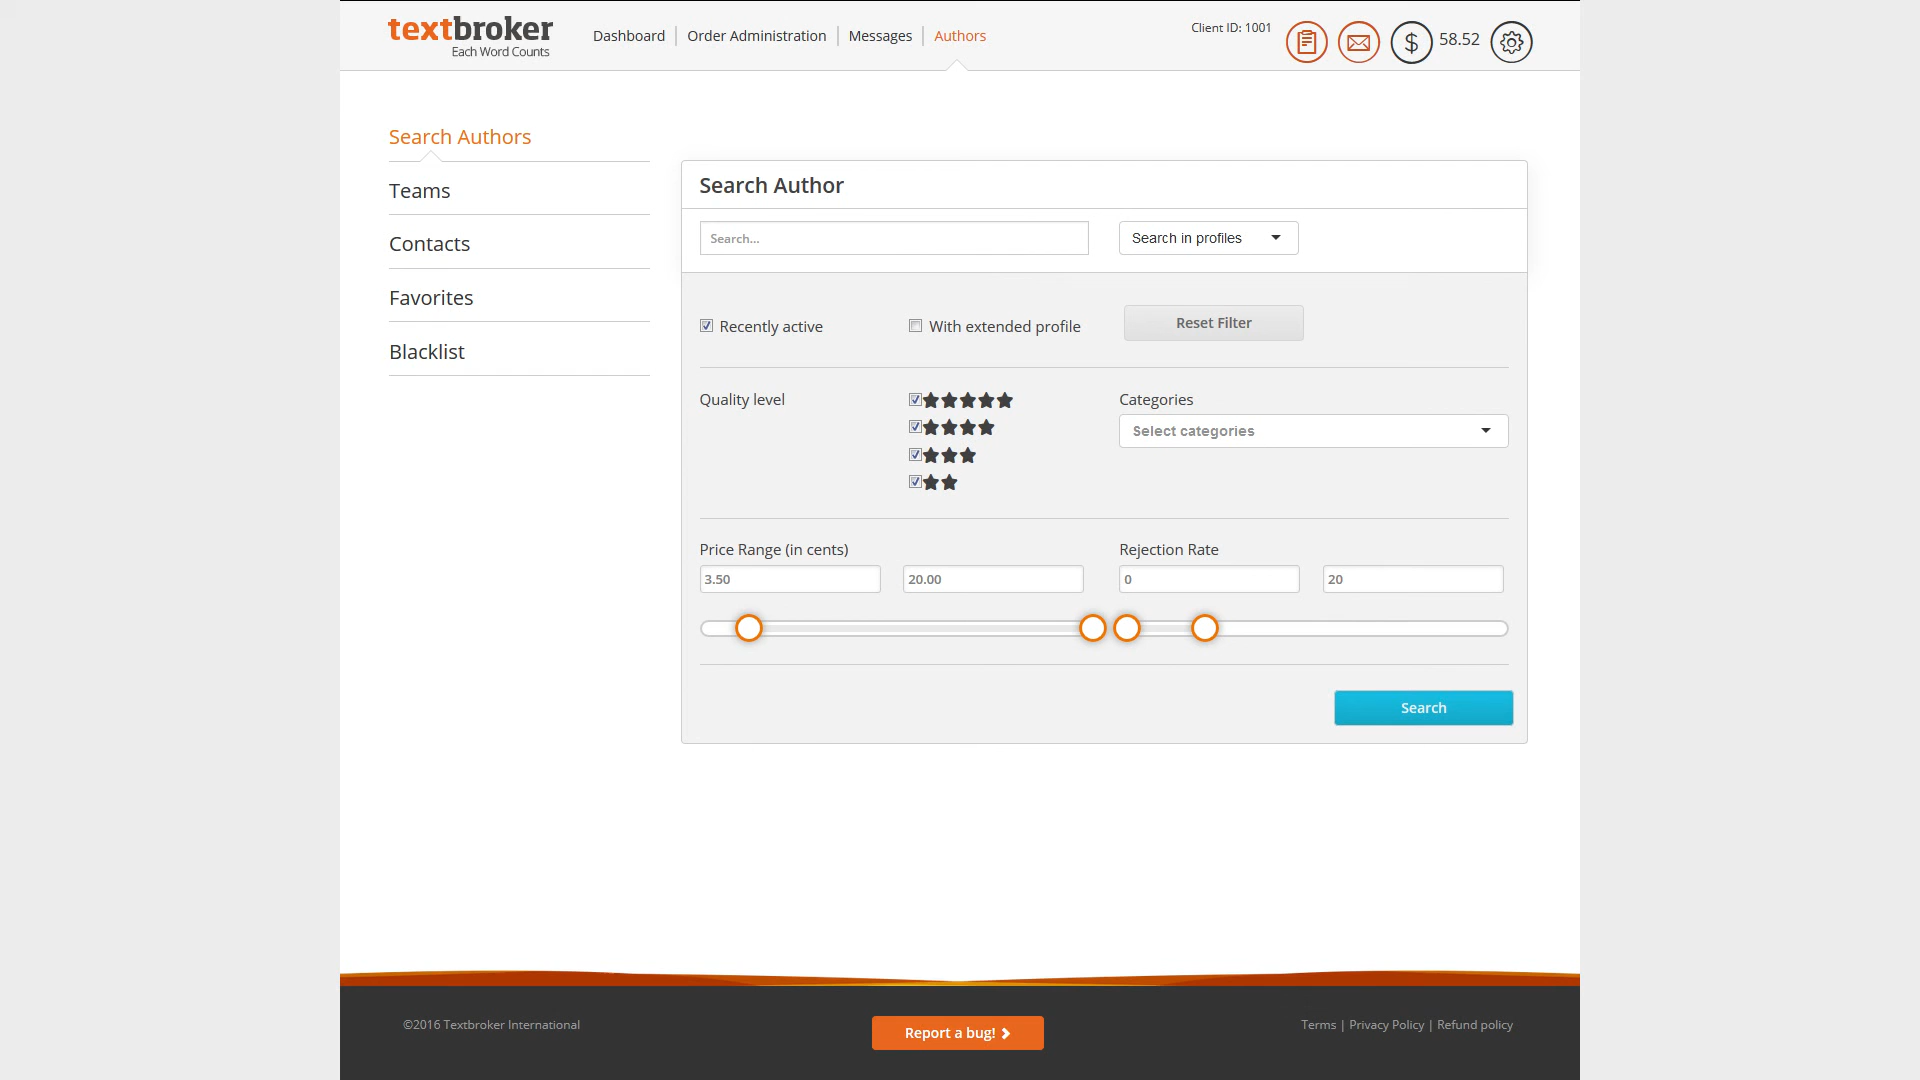 textbroker
Each Word Counts
Dashboard
Order Administration
Messages
Authors
Client ID: 1001
$
58.52
Search Authors
Teams
Contacts
Favorites
Blacklist
Search Author
Search...
Search in profiles
Recently active
With extended profile
Reset Filter
Quality level
Categories
Select categories
Price Range (in cents)
Rejection Rate
3.50
20.00
0
20
Search
©2016 Textbroker International
Report a bug!
Terms | Privacy Policy | Refund policy